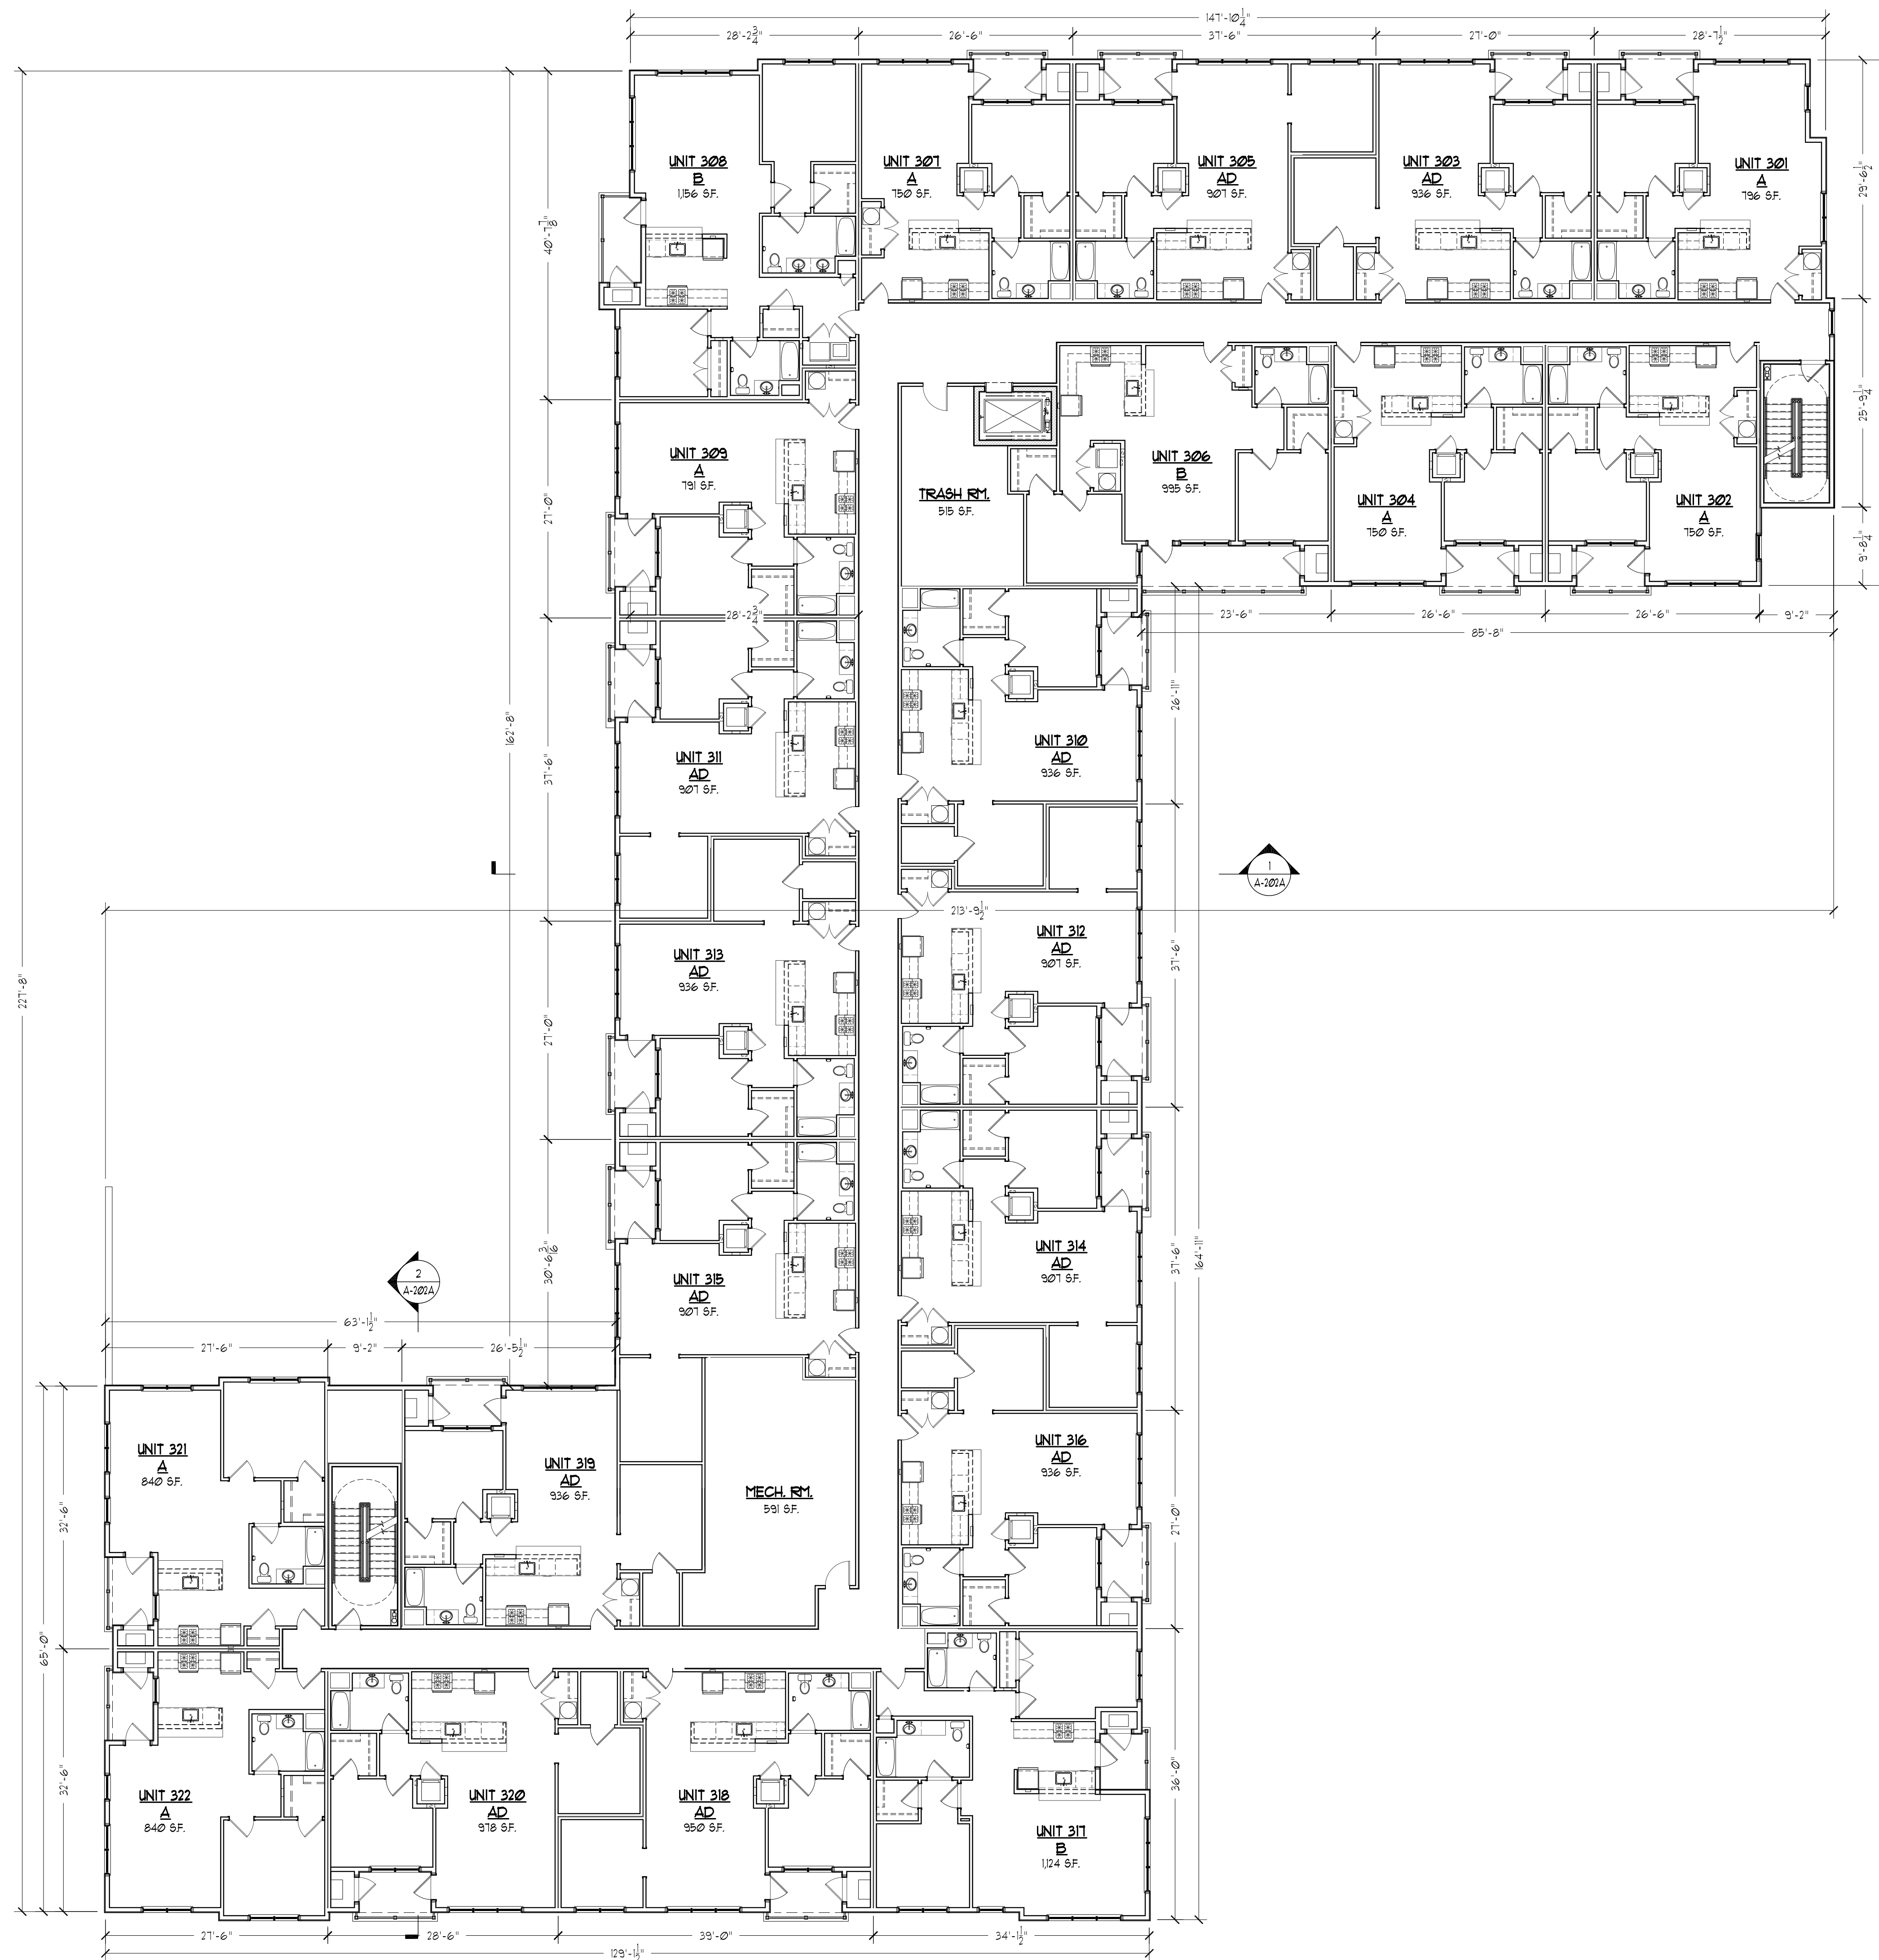 147'-10 1/4"
28'-2 3/4"
26'-6"
37'-6"
27'-0"
28'-7 1/2"
UNIT 308
B
1,156 S.F.
UNIT 307
A
750 S.F.
UNIT 305
AD
907 S.F.
UNIT 303
AD
936 S.F.
UNIT 301
A
796 S.F.
29'-6 1/2"
40'-7 7/8"
25'-9 1/4"
UNIT 309
A
791 S.F.
TRASH RM.
515 S.F.
UNIT 306
B
995 S.F.
UNIT 304
A
750 S.F.
UNIT 302
A
750 S.F.
27'-0"
9'-8 1/4"
28'-2 3/4"
23'-6"
26'-6"
26'-6"
9'-2"
85'-8"
26'-11"
162'-8"
UNIT 311
AD
907 S.F.
UNIT 310
AD
936 S.F.
37'-6"
1
A-202A
213'-9 1/2"
UNIT 313
AD
936 S.F.
UNIT 312
AD
907 S.F.
37'-6"
227'-8"
27'-0"
UNIT 315
AD
907 S.F.
UNIT 314
AD
907 S.F.
30'-6 3/16"
37'-6"
164'-11"
2
A-202A
63'-1 1/2"
27'-6"
9'-2"
26'-5 1/2"
UNIT 321
A
840 S.F.
UNIT 319
AD
936 S.F.
MECH. RM.
591 S.F.
UNIT 316
AD
936 S.F.
32'-6"
27'-0"
65'-0"
UNIT 322
A
840 S.F.
UNIT 320
AD
978 S.F.
UNIT 318
AD
950 S.F.
UNIT 317
B
1,124 S.F.
32'-6"
36'-0"
27'-6"
28'-6"
39'-0"
34'-1 1/2"
129'-1 1/2"